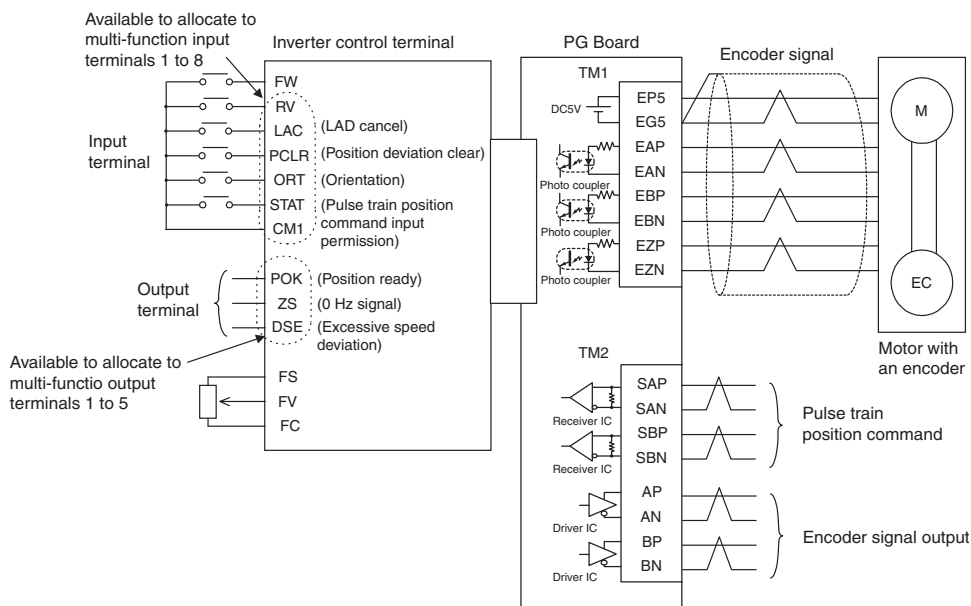 Available to allocate to
multi-function input
terminals 1 to 8
Inverter control terminal
PG Board
Encoder signal
Input
terminal
FW
RV
LAC (LAD cancel)
PCLR (Position deviation clear)
ORT (Orientation)
STAT (Pulse train position
command input
permission)
CM1
Output
terminal
POK (Position ready)
ZS (0 Hz signal)
DSE (Excessive speed
deviation)
Available to allocate to
multi-functio output
terminals 1 to 5
FS
FV
FC
TM1
DC5V
EP5
EG5
EAP
EAN
Photo coupler
EBP
EBN
Photo coupler
EZP
EZN
Photo coupler
M
EC
Motor with
an encoder
TM2
SAP
SAN
Receiver IC
SBP
SBN
Receiver IC
Pulse train
position command
AP
AN
Driver IC
BP
BN
Driver IC
Encoder signal output